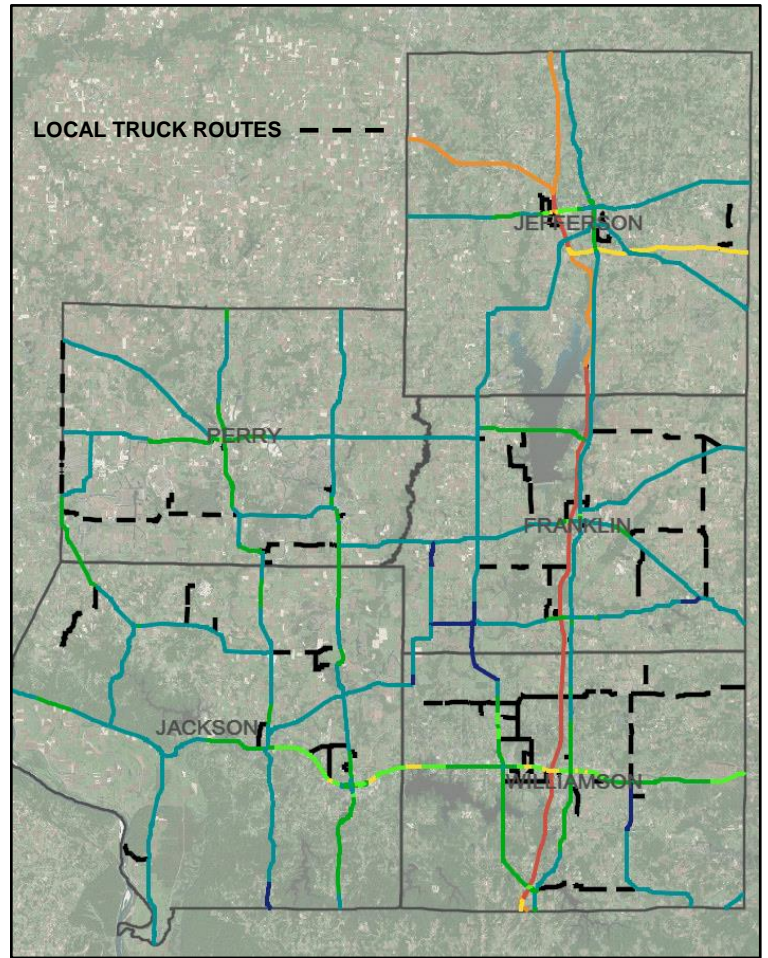 LOCAL TRUCK ROUTES
JEFFERSON
PERRY
FRANKLIN
JACKSON
WILLIAMSON